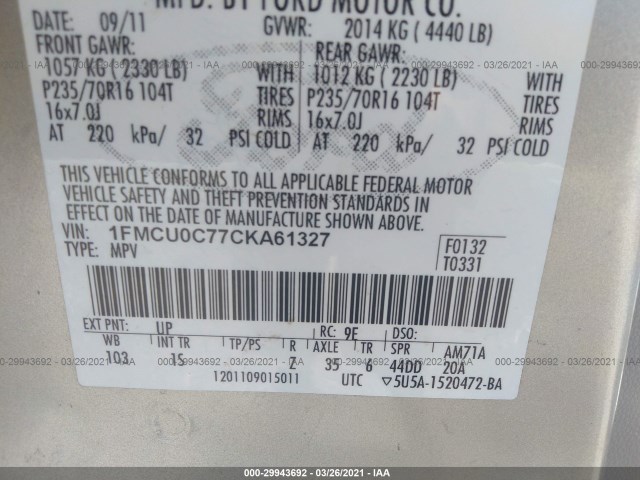 MFD. BY FORD MOTOR CO.
DATE: 09/11 GVWR: 2014 KG ( 4440 LB)
FRONT GAWR: REAR GAWR:
1057 KG ( 2330 LB) WITH 1012 KG ( 2230 LB) WITH
P235/70R16 104T TIRES P235/70R16 104T TIRES
16x7.0J RIMS 16x7.0J RIMS
AT 220 kPa/ 32 PSI COLD AT 220 kPa/ 32 PSI COLD
THIS VEHICLE CONFORMS TO ALL APPLICABLE FEDERAL MOTOR
VEHICLE SAFETY AND THEFT PREVENTION STANDARDS IN
EFFECT ON THE DATE OF MANUFACTURE SHOWN ABOVE.
VIN: 1FMCU0C77CKA61327
TYPE: MPV
F0132
T0331
EXT PNT: UP RC: 9F DSO:
WB INT TR TP/PS R AXLE TR SPR AM71A
103 1S Z 35 6 44DD 20A
1201109015011 UTC ▽5U5A-1520472-BA
000-29943692 - 03/26/2021 - IAA